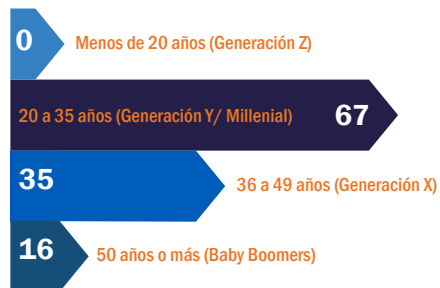 0 Menos de 20 años (Generación Z)
20 a 35 años (Generación Y/ Millenial) 67
35 36 a 49 años (Generación X)
16 50 años o más (Baby Boomers)